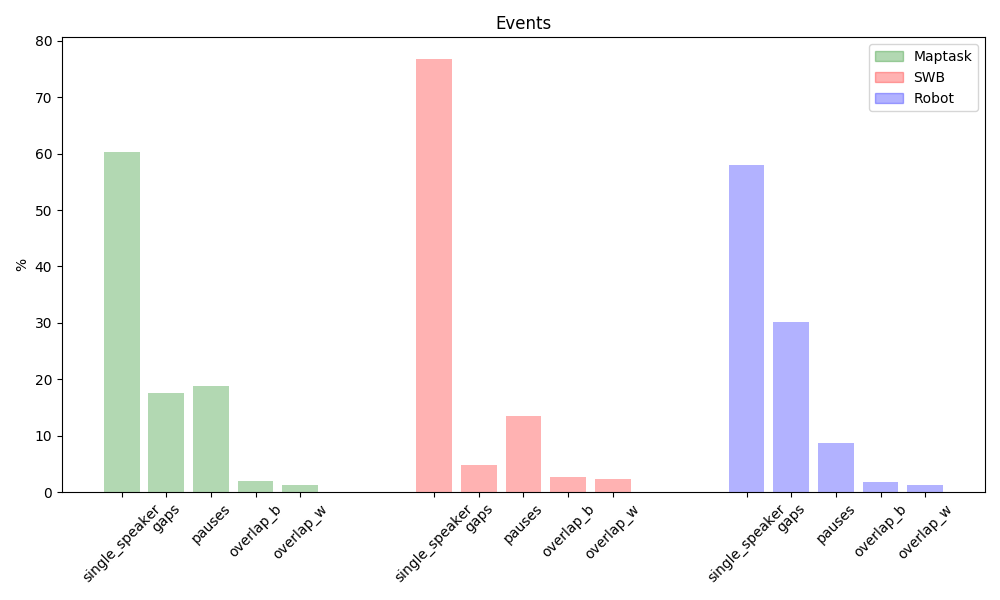 Events
Maptask
SWB
Robot
%
80
70
60
50
40
30
20
10
0
single_speaker
gaps
pauses
overlap_b
overlap_w
single_speaker
gaps
pauses
overlap_b
overlap_w
single_speaker
gaps
pauses
overlap_b
overlap_w